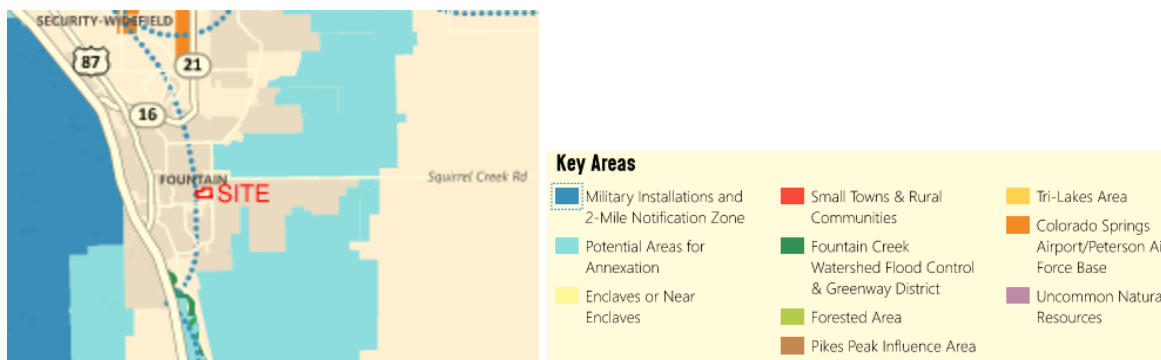 SECURITY-WIDEFIELD
87
21
16
FOUNTAIN
SITE
Squirrel Creek Rd
Key Areas
Military Installations and
2-Mile Notification Zone
Potential Areas for
Annexation
Enclaves or Near
Enclaves
Small Towns & Rural
Communities
Fountain Creek
Watershed Flood Control
& Greenway District
Forested Area
Pikes Peak Influence Area
Tri-Lakes Area
Colorado Springs
Airport/Peterson Ai
Force Base
Uncommon Natura
Resources